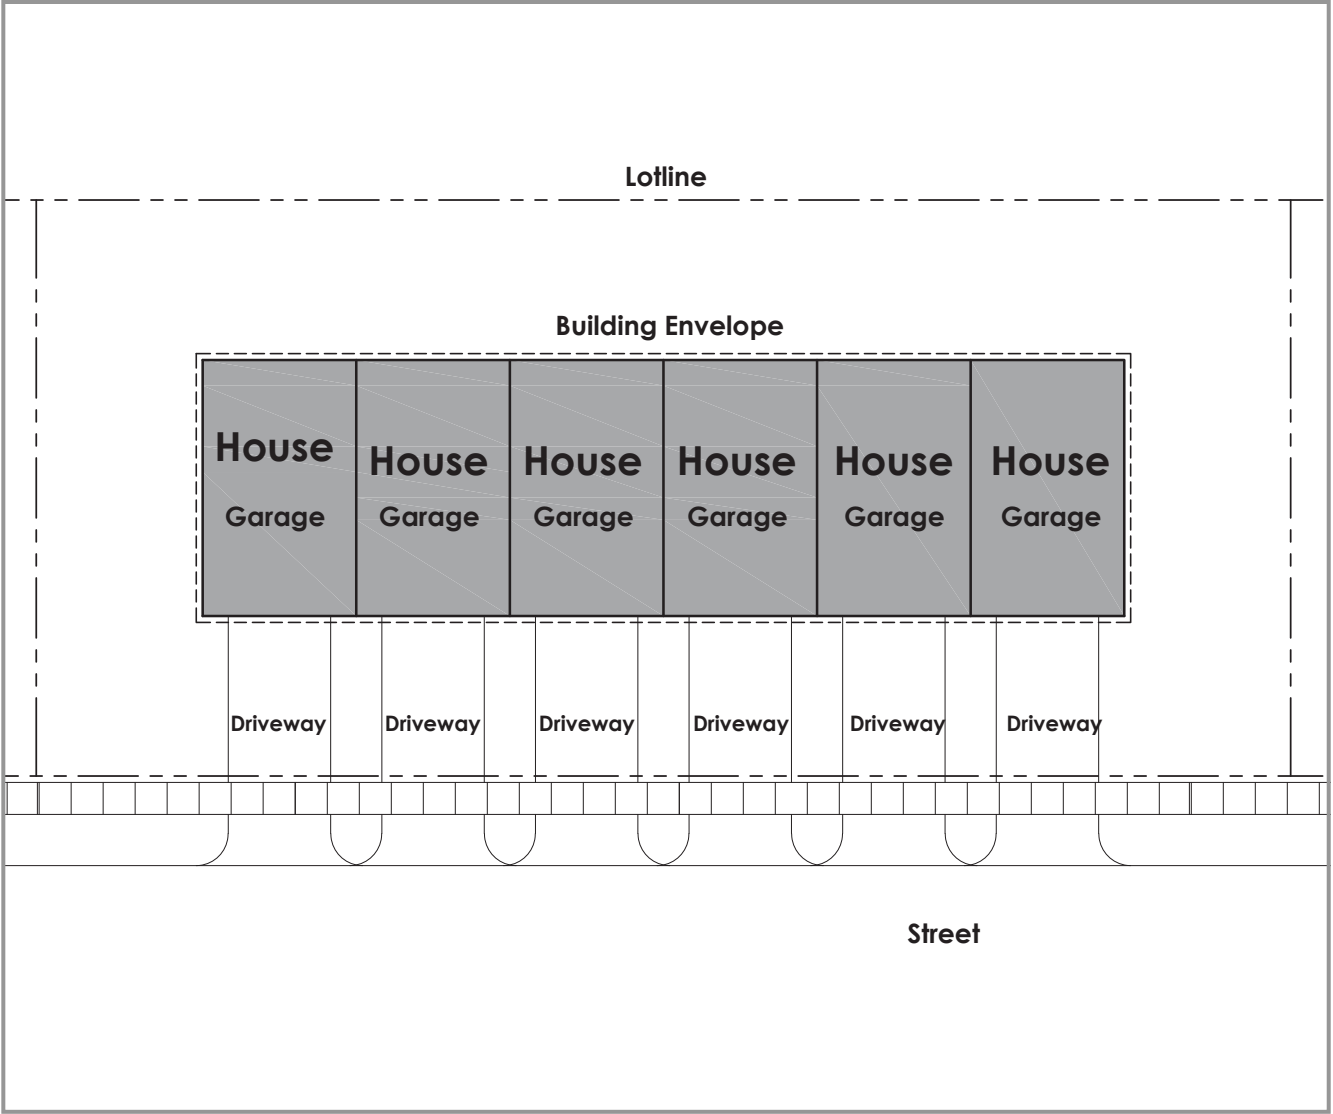 Lotline
Building Envelope
House House House House House House
Garage Garage Garage Garage Garage Garage
Driveway Driveway Driveway Driveway Driveway Driveway
Street